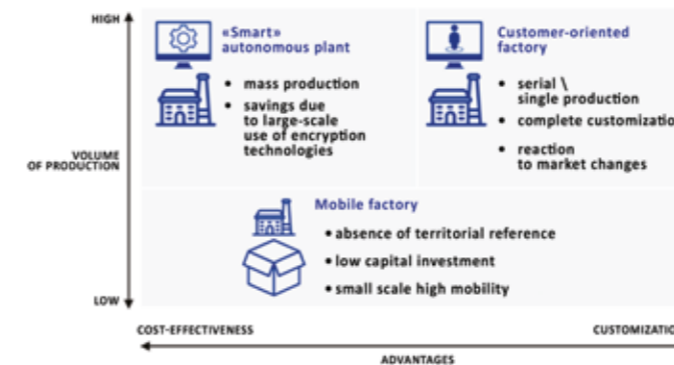 HIGH
«Smart»
autonomous plant
• mass production
• savings due
to large-scale
use of encryption
technologies
Customer-oriented
factory
• serial \
single production
• complete customizatio
• reaction
to market changes
VOLUME
OF PRODUCTION
Mobile factory
• absence of territorial reference
• low capital investment
• small scale high mobility
LOW
COST-EFFECTIVENESS
CUSTOMIZATIO
ADVANTAGES